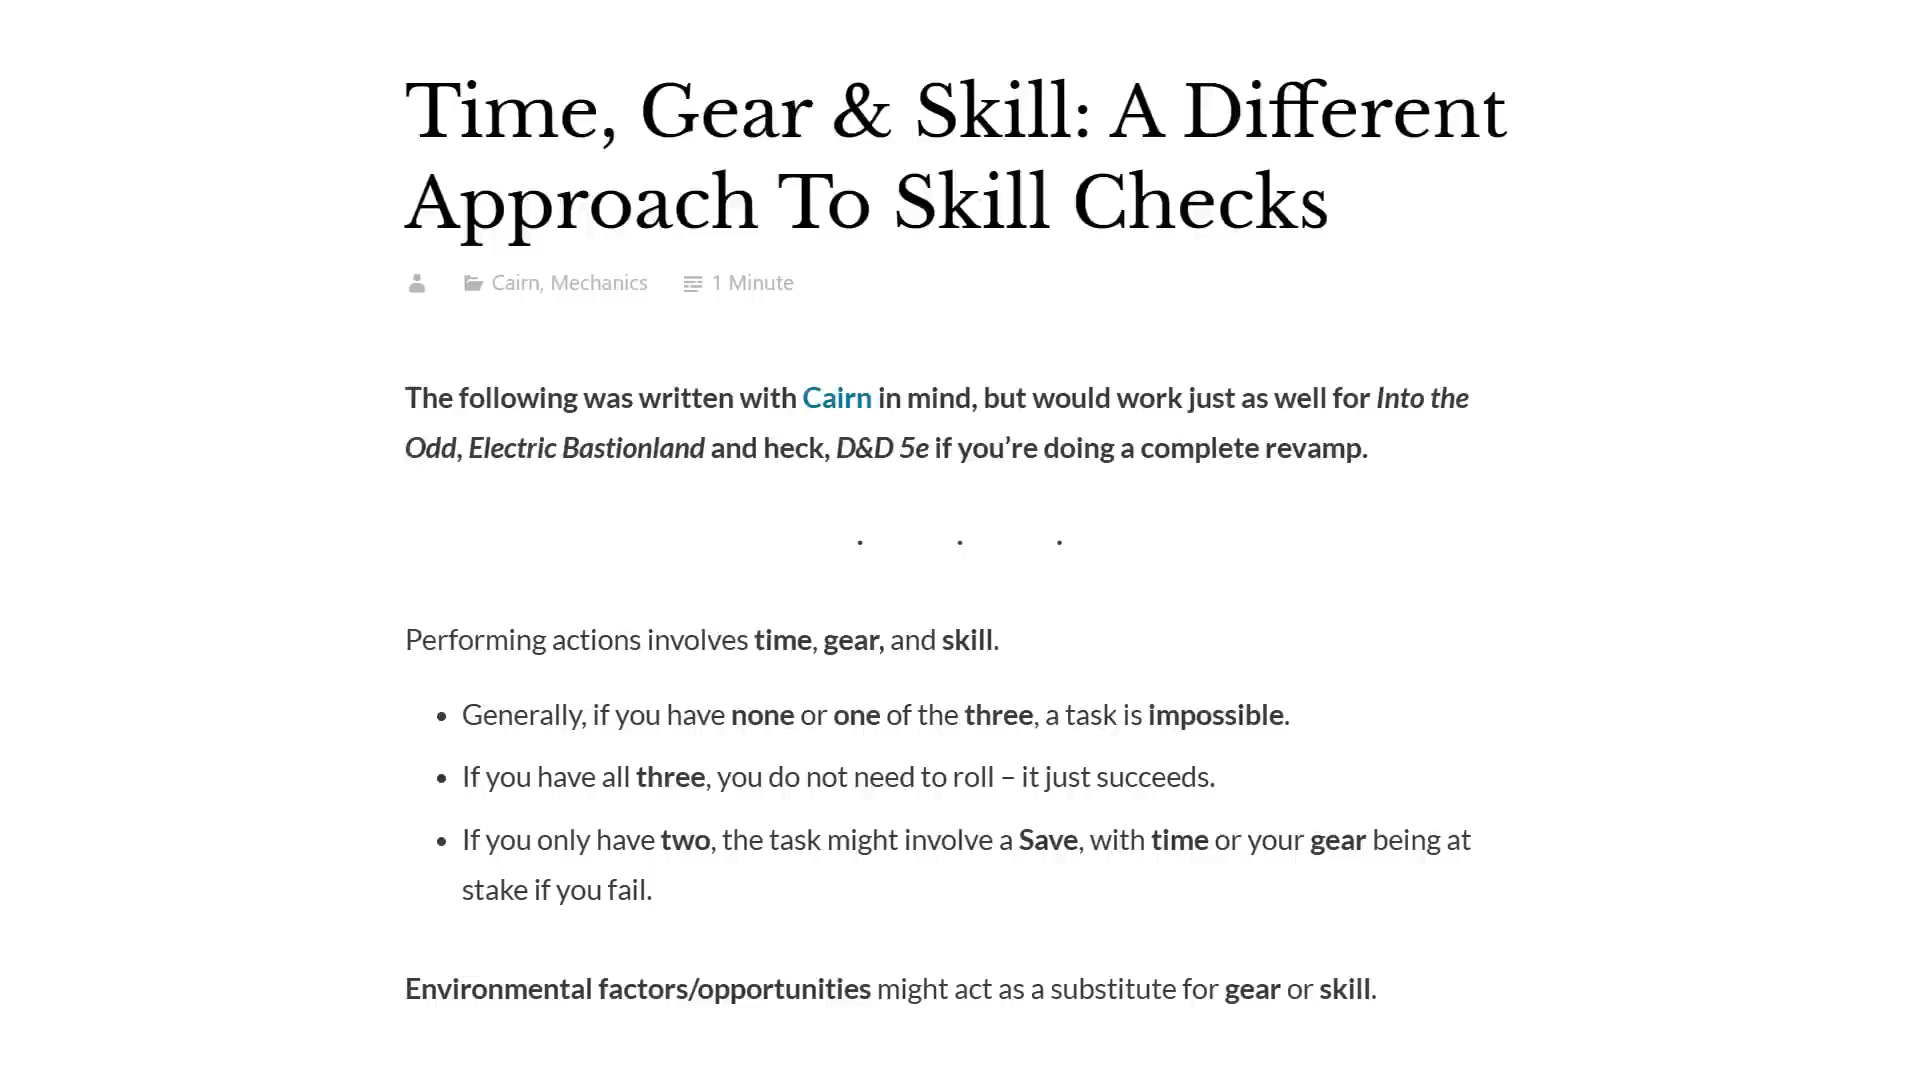 Time, Gear & Skill: A Different
Approach To Skill Checks
Cairn, Mechanics 1 Minute
The following was written with Cairn in mind, but would work just as well for Into the
Odd, Electric Bastionland and heck, D&D 5e if you’re doing a complete revamp.
. . .
Performing actions involves time, gear, and skill.
• Generally, if you have none or one of the three, a task is impossible.
• If you have all three, you do not need to roll – it just succeeds.
• If you only have two, the task might involve a Save, with time or your gear being at
stake if you fail.
Environmental factors/opportunities might act as a substitute for gear or skill.